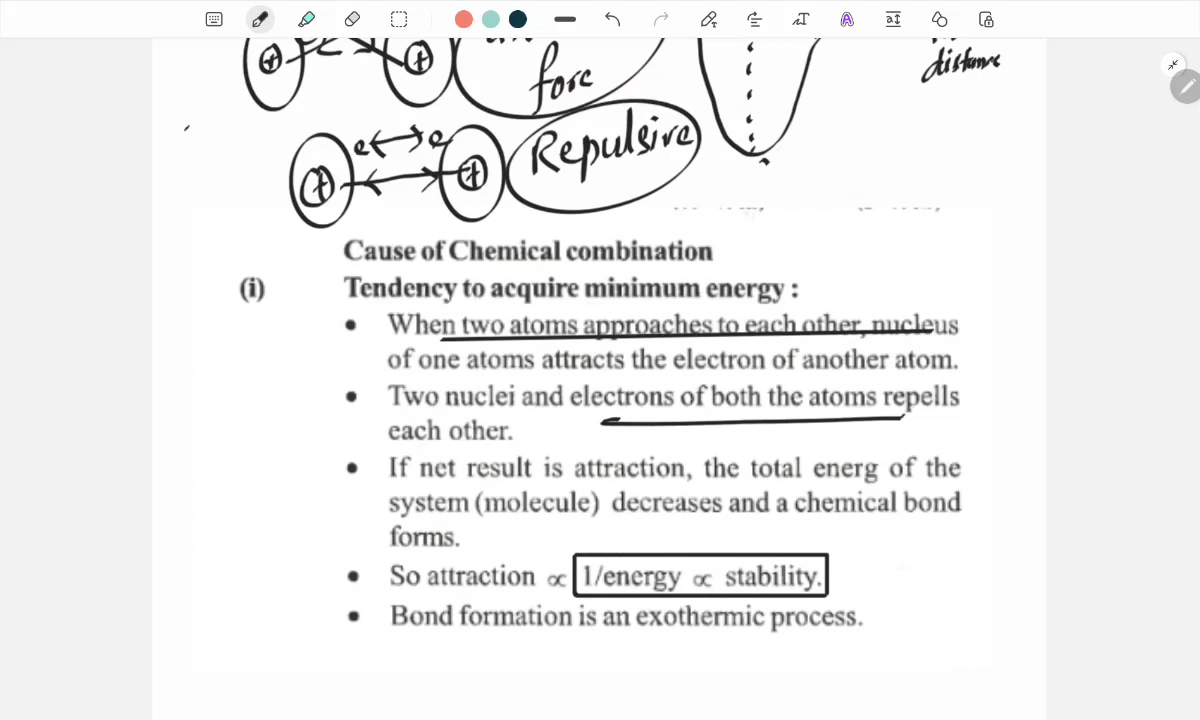 forc
distance
e e
Repulsive
Cause of Chemical combination
(i) Tendency to acquire minimum energy :
• When two atoms approaches to each other, nucleus
of one atoms attracts the electron of another atom.
• Two nuclei and electrons of both the atoms repells
each other.
• If net result is attraction, the total energ of the
system (molecule) decreases and a chemical bond
forms.
• So attraction ∝ 1/energy ∝ stability.
• Bond formation is an exothermic process.